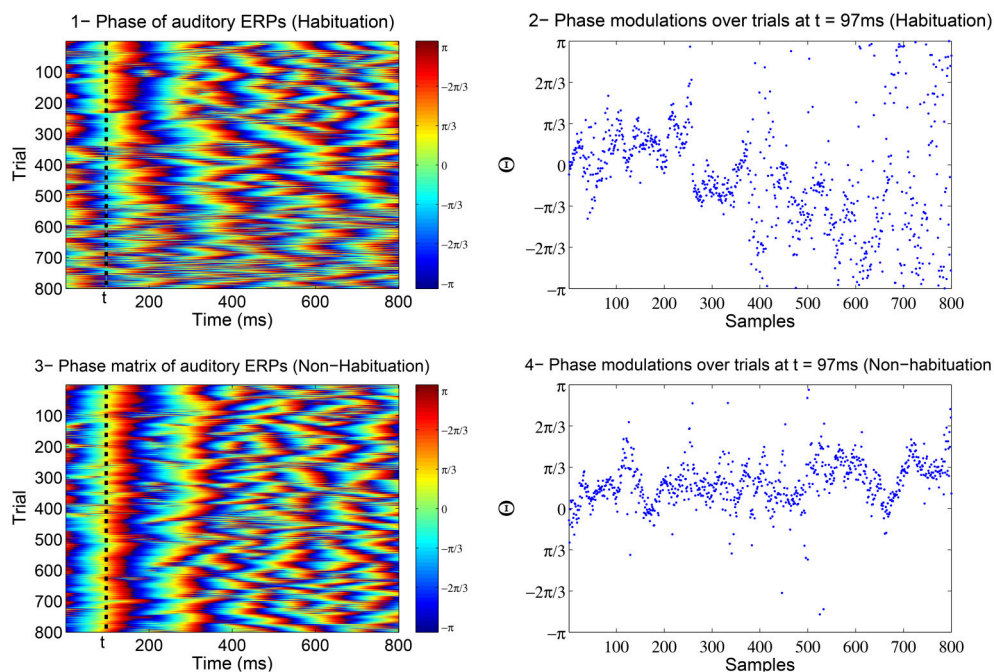 1− Phase of auditory ERPs (Habituation)
Trial
100
200
300
400
500
600
700
800
t
200
400
600
800
Time (ms)
π
-2π/3
π/3
0
-π/3
-2π/3
-π
2− Phase modulations over trials at t = 97ms (Habituation)
Θ
π
2π/3
π/3
0
−π/3
−2π/3
−π
100
200
300
400
500
600
700
800
Samples
3− Phase matrix of auditory ERPs (Non−Habituation)
Trial
100
200
300
400
500
600
700
800
t
200
400
600
800
Time (ms)
π
-2π/3
π/3
0
-π/3
-2π/3
-π
4− Phase modulations over trials at t = 97ms (Non−habituation
Θ
π
2π/3
π/3
0
π/3
−2π/3
−π
100
200
300
400
500
600
700
800
Samples